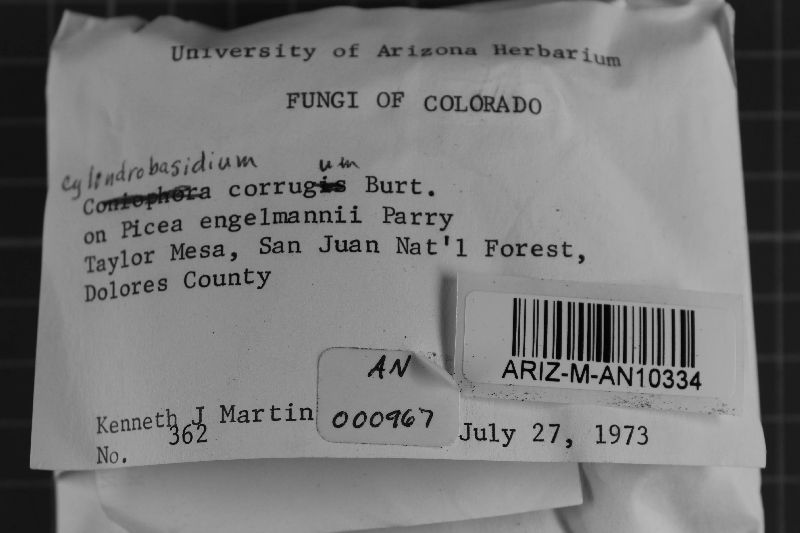 University of Arizona Herbarium
FUNGI OF COLORADO
Cylindrobasidium um
Coniophora corrugis Burt.
on Picea engelmannii Parry
Taylor Mesa, San Juan Nat'l Forest,
Dolores County
ARIZ-M-AN10334
AN
000967
Kenneth J Martin
No. 362
July 27, 1973